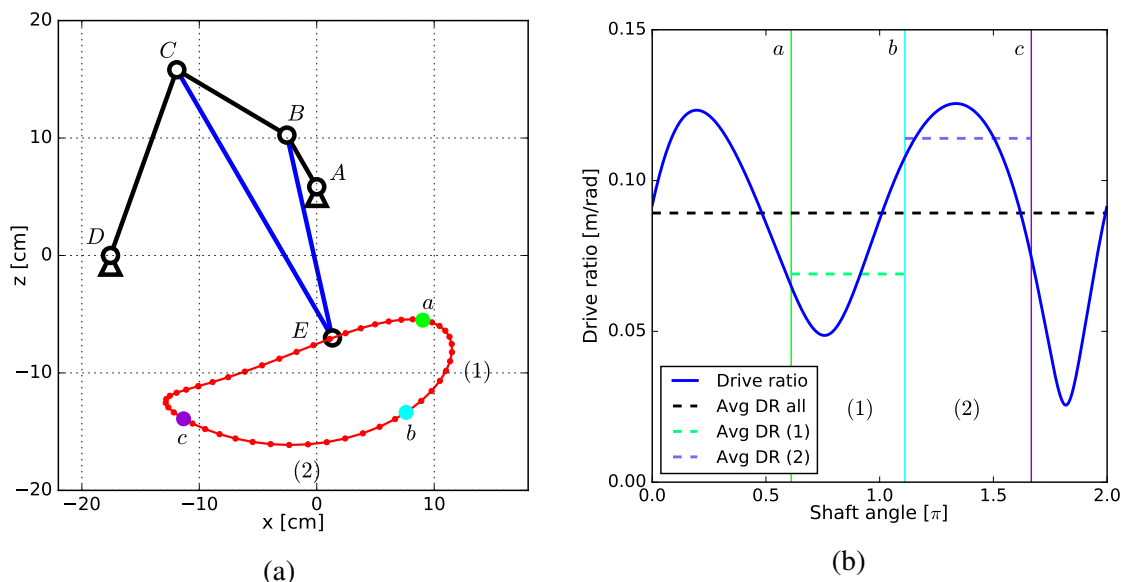 20
10
0
−10
−20
z [cm]
−20
−10
0
10
x [cm]
A
B
C
D
E
a
b
c
(1)
(2)
(a)
0.15
0.10
0.05
0.00
Drive ratio [m/rad]
a
b
c
(1)
(2)
Drive ratio
Avg DR all
Avg DR (1)
Avg DR (2)
0.0
0.5
1.0
1.5
2.0
Shaft angle [π]
(b)